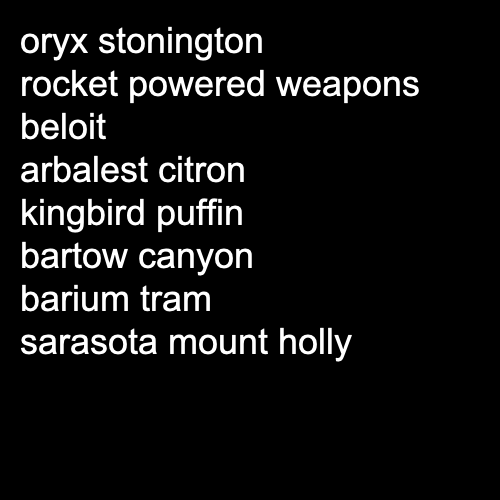 oryx stonington
rocket powered weapons
beloit
arbalest citron
kingbird puffin
bartow canyon
barium tram
sarasota mount holly